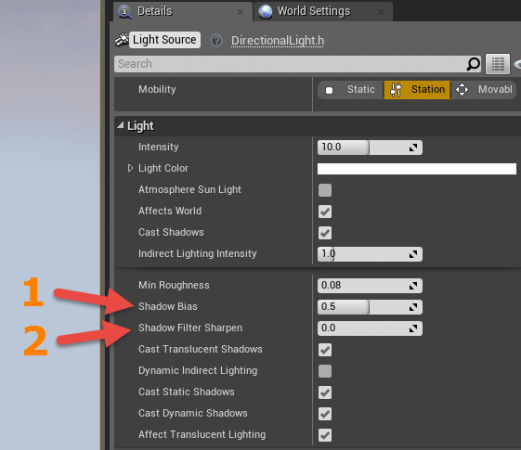 Details
World Settings
Light Source
DirectionalLight.h
Search
Mobility
Static
Station
Movabl
Light
Intensity
10.0
Light Color
Atmosphere Sun Light
Affects World
Cast Shadows
Indirect Lighting Intensity
1.0
Min Roughness
0.08
1
Shadow Bias
0.5
2
Shadow Filter Sharpen
0.0
Cast Translucent Shadows
Dynamic Indirect Lighting
Cast Static Shadows
Cast Dynamic Shadows
Affect Translucent Lighting